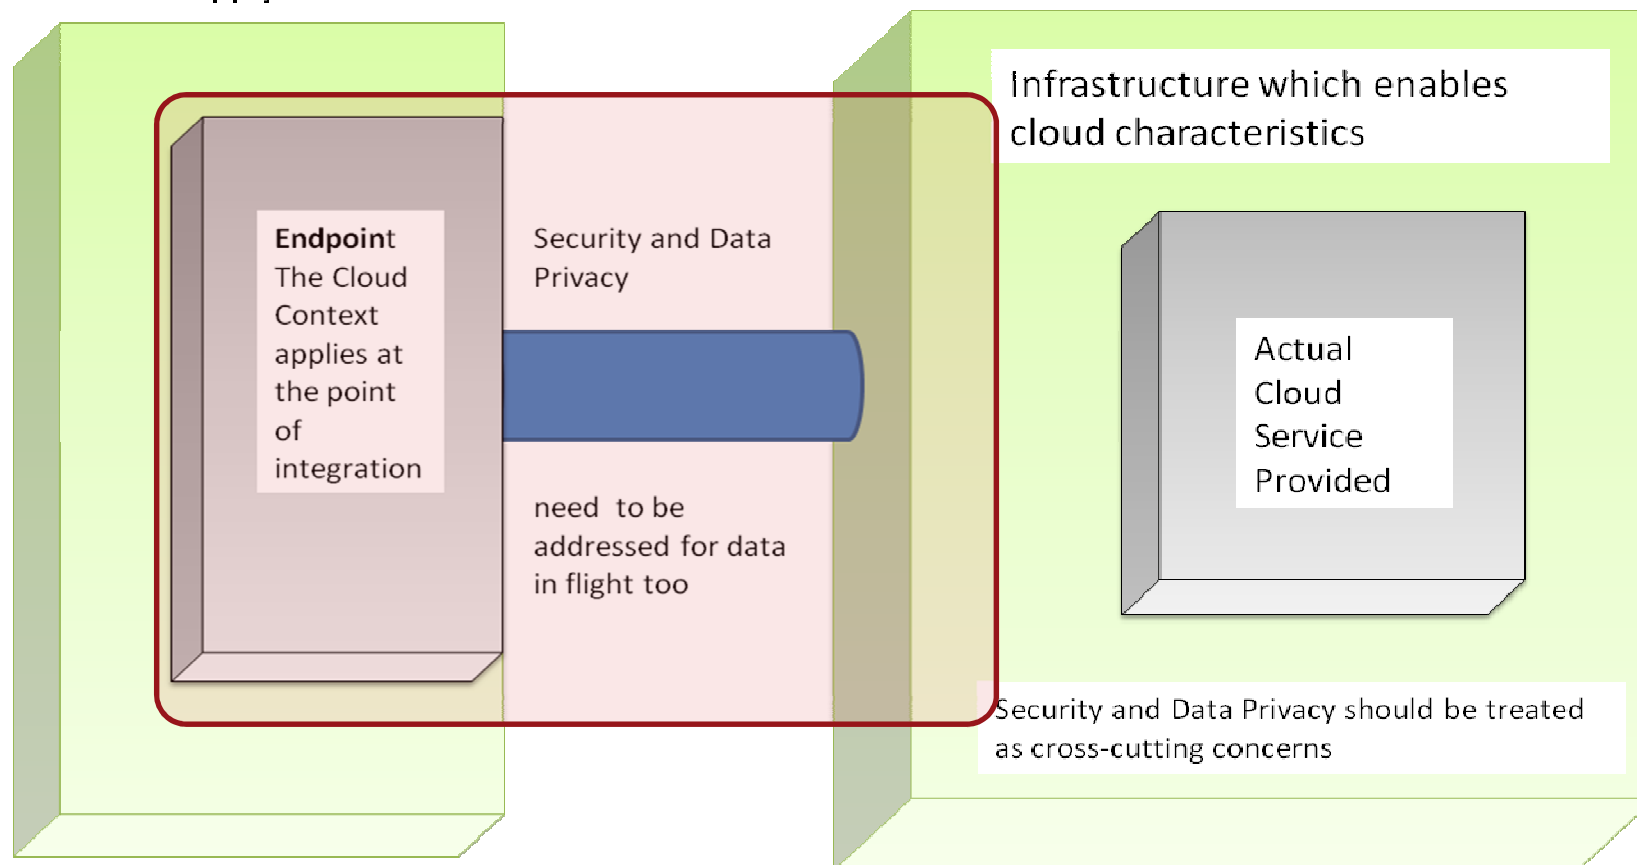 Endpoint
The Cloud
Context
applies at
the point
of
integration
Security and Data
Privacy
need to be
addressed for data
in flight too
Infrastructure which enables
cloud characteristics
Actual
Cloud
Service
Provided
Security and Data Privacy should be treated
as cross-cutting concerns